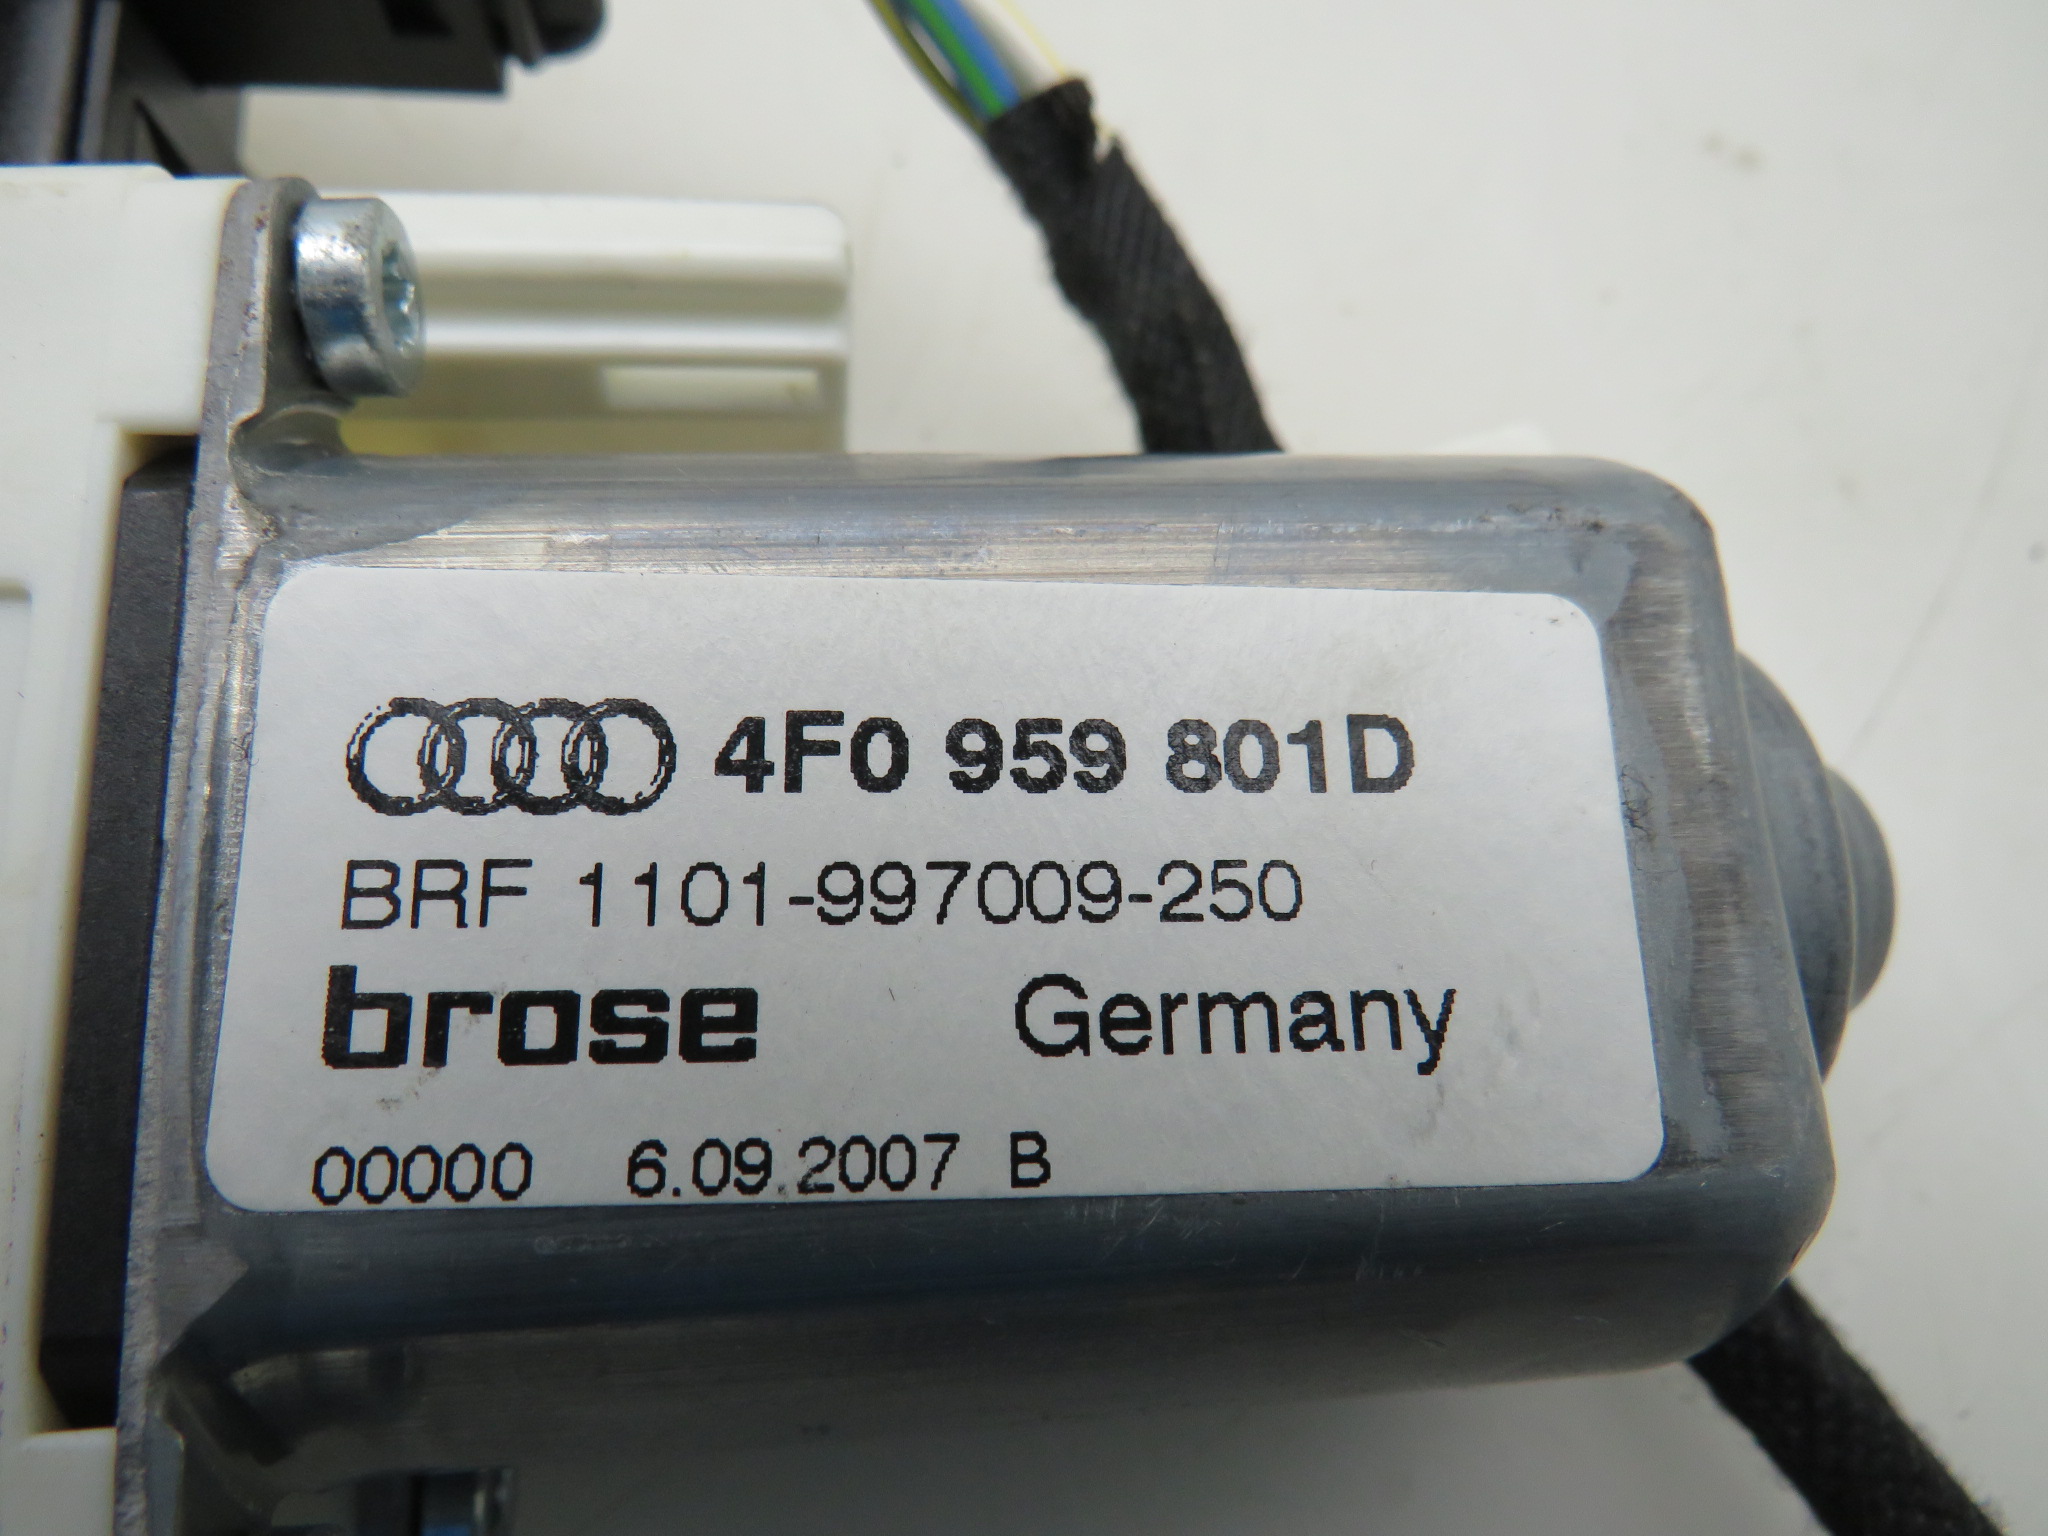 4F0 959 801D
BRF 1101-997009-250
brose Germany
00000 6.09.2007 B